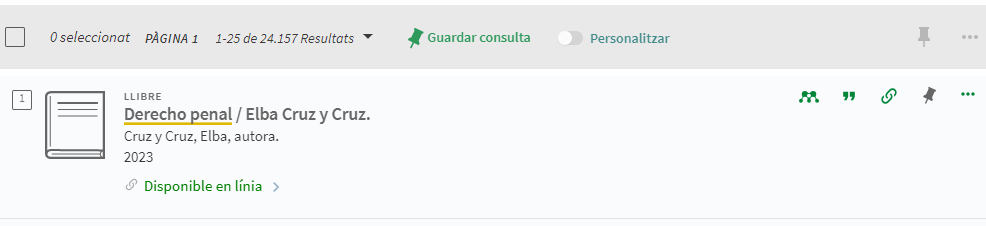 0 seleccionat PÀGINA 1 1-25 de 24.157 Resultats Guardar consulta Personalitzar
1
LLIBRE
Derecho penal / Elba Cruz y Cruz.
Cruz y Cruz, Elba, autora.
2023
Disponible en línia